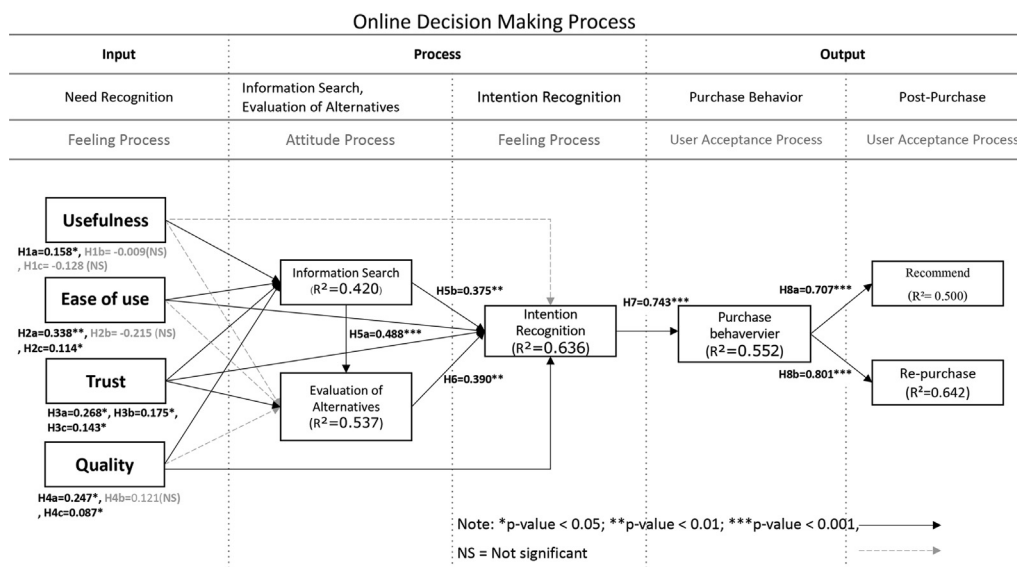 Online Decision Making Process
Input
Process
Output
Need Recognition
Information Search,
Evaluation of Alternatives
Intention Recognition
Purchase Behavior
Post-Purchase
Feeling Process
Attitude Process
Feeling Process
User Acceptance Process
User Acceptance Process
Usefulness
H1a=0.158*, H1b= -0.009(NS)
, H1c= -0.128 (NS)
Ease of use
H2a=0.338**, H2b= -0.215 (NS)
, H2c=0.114*
Trust
H3a=0.268*, H3b=0.175*,
H3c=0.143*
Quality
H4a=0.247*, H4b=0.121(NS)
, H4c=0.087*
Information Search
(R²=0.420)
H5a=0.488***
Evaluation of
Alternatives
(R²=0.537)
H5b=0.375**
H6=0.390**
Intention
Recognition
(R²=0.636)
H7=0.743***
Purchase
behavervier
(R²=0.552)
H8a=0.707***
H8b=0.801***
Recommend
(R²= 0.500)
Re-purchase
(R²=0.642)
Note: *p-value < 0.05; **p-value < 0.01; ***p-value < 0.001,
NS = Not significant